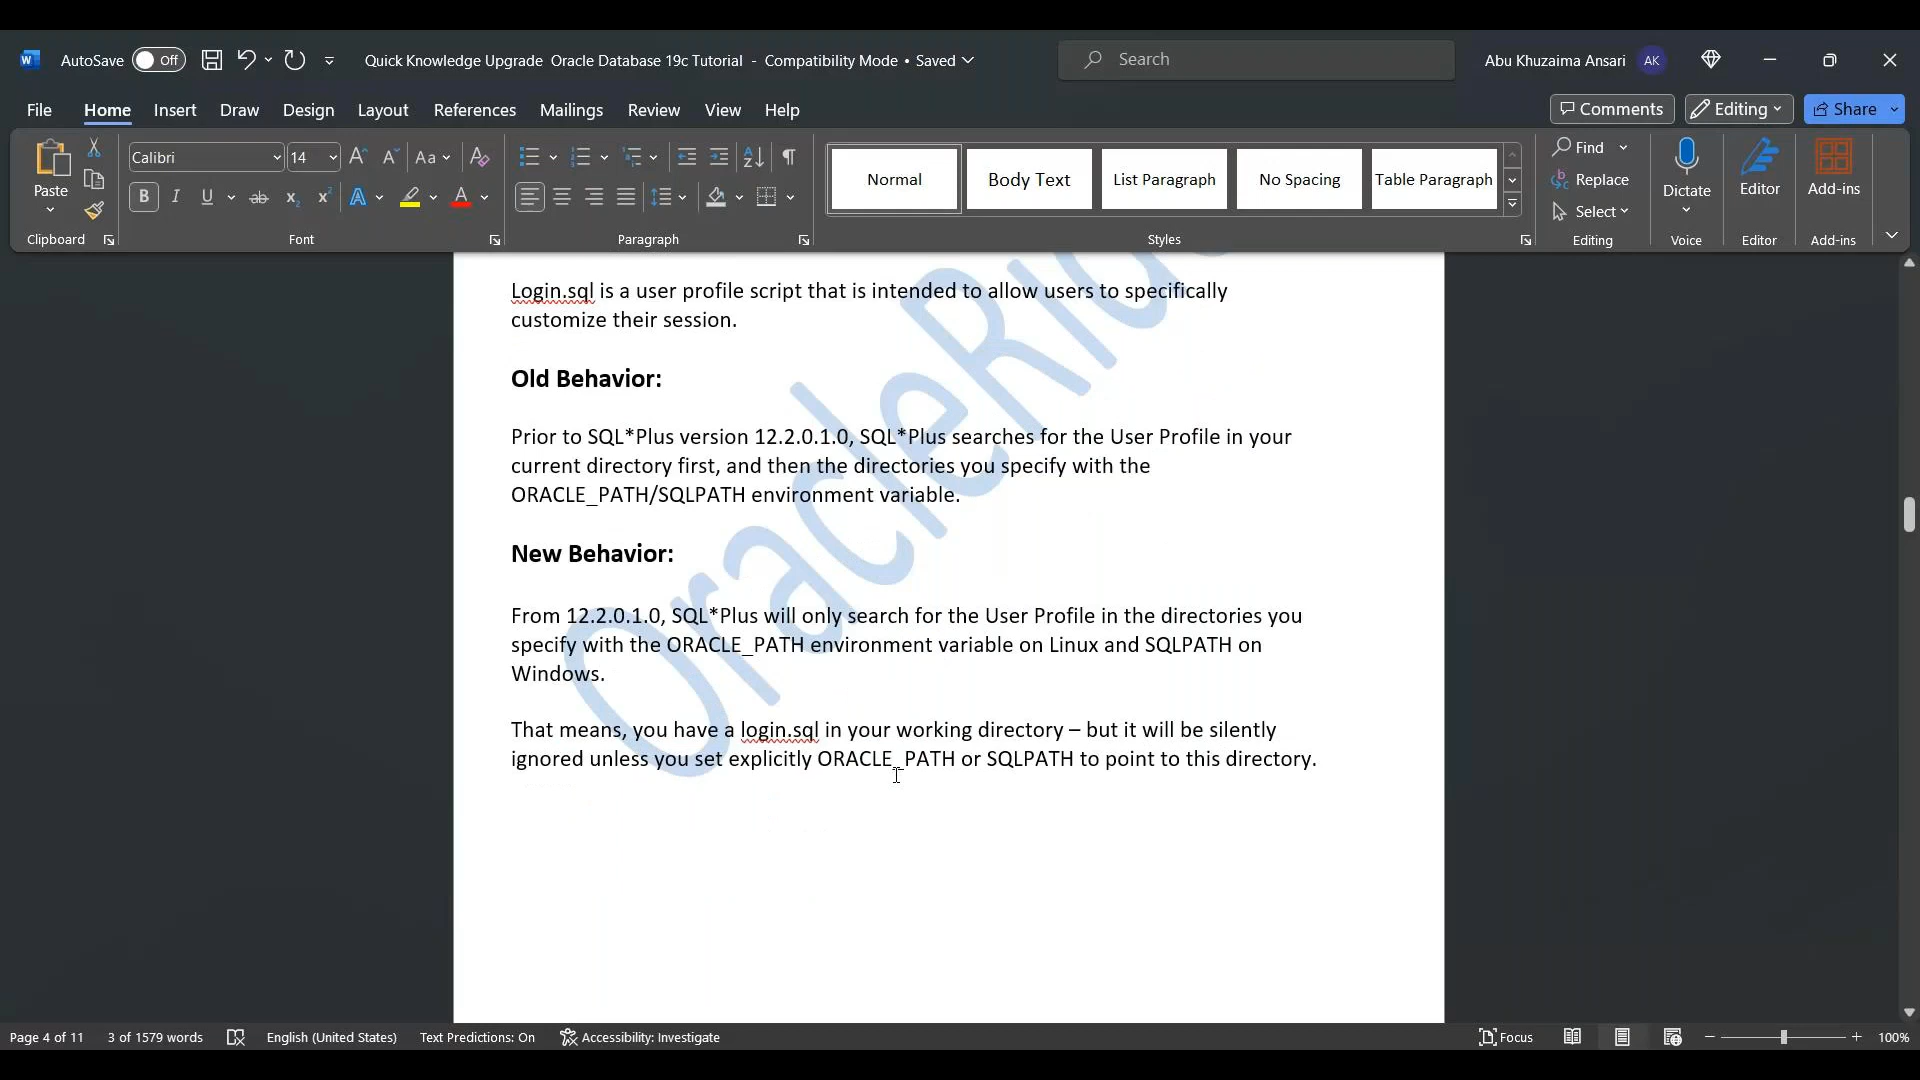 AutoSave Off Quick Knowledge Upgrade Oracle Database 19c Tutorial - Compatibility Mode • Saved Search Abu Khuzaima Ansari AK
File Home Insert Draw Design Layout References Mailings Review View Help Comments Editing Share
Paste Calibri 14 Normal Body Text List Paragraph No Spacing Table Paragraph Find Replace Select Dictate Editor Add-ins
Clipboard Font Paragraph Styles Editing Voice Editor Add-ins
OracleRid
Login.sql is a user profile script that is intended to allow users to specifically
customize their session.
Old Behavior:
Prior to SQL*Plus version 12.2.0.1.0, SQL*Plus searches for the User Profile in your
current directory first, and then the directories you specify with the
ORACLE_PATH/SQLPATH environment variable.
New Behavior:
From 12.2.0.1.0, SQL*Plus will only search for the User Profile in the directories you
specify with the ORACLE_PATH environment variable on Linux and SQLPATH on
Windows.
That means, you have a login.sql in your working directory – but it will be silently
ignored unless you set explicitly ORACLE_PATH or SQLPATH to point to this directory.
Page 4 of 11 3 of 1579 words English (United States) Text Predictions: On Accessibility: Investigate Focus 100%